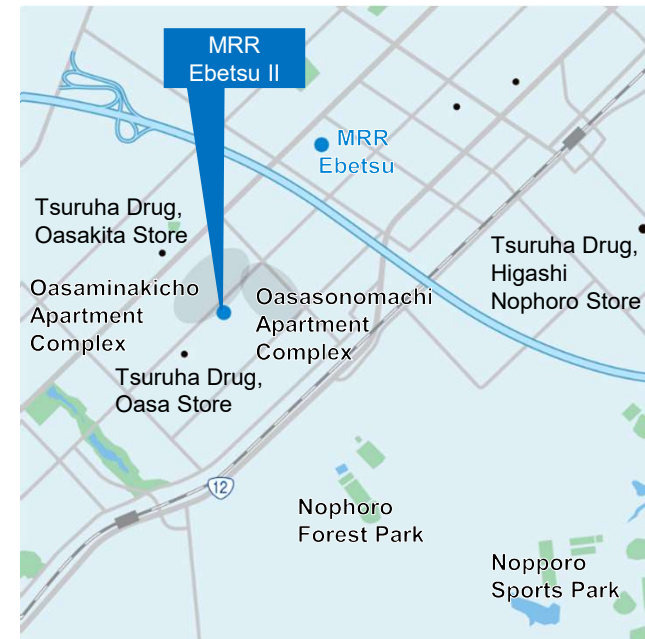 MRR
Ebetsu II
MRR
Ebetsu
Tsuruha Drug,
Oasakita Store
Tsuruha Drug,
Higashi
Nophoro Store
Oasaminakicho
Apartment
Complex
Oasasonomachi
Apartment
Complex
Tsuruha Drug,
Oasa Store
12
Nophoro
Forest Park
Nopporo
Sports Park